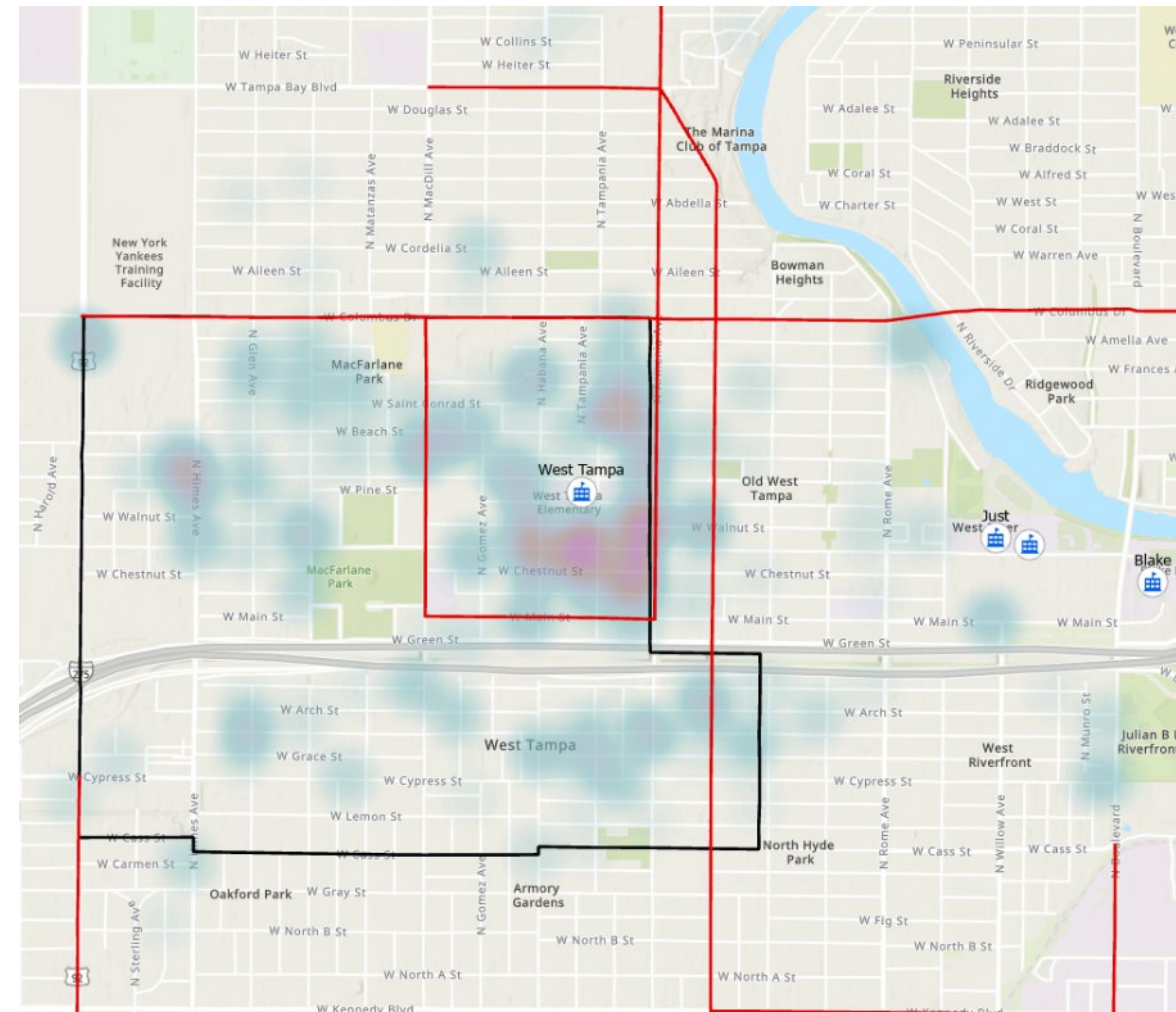 W Collins St
W Heiter St
W Heiter St
W Peninsular St
W Tampa Bay Blvd
Riverside
Heights
W Douglas St
W Adalee St
W Adalee St
The Marina
Club of Tampa
N Tampania Ave
N MacDill Ave
N Matanzas Ave
W Braddock St
W Coral St
W Alfred St
W Abdella St
W Charter St
W West St
W Wes
N Boulevard
W Coral St
New York
Yankees
Training
Facility
W Cordelia St
W Warren Ave
W Aileen St
W Aileen St
W Aileen St
Bowman
Heights
W Columbus Dr
W Columbus Dr
N Riverside Dr
W Amelia Ave
92
N Glen Ave
MacFarlane
Park
N Habana Ave
N Tampania Ave
W Frances
Ridgewood
Park
W Saint Conrad St
W Beach St
West Tampa
N Harold Ave
N Himes Ave
W Pine St
Old West
Tampa
N Rome Ave
Elementary
N Gomez Ave
W Walnut St
W Walnut St
Just
West
Blake
W Chestnut St
MacFarlane
Park
W Chestnut St
W Chestnut St
W Main St
W Main St
W Main St
W Main St
W Main St
W Green St
W Green St
275
W Arch St
W Arch St
N Munro St
West Tampa
W Grace St
West
Riverfront
Julian B
Riverfront
W Cypress St
W Cypress St
W Cypress St
W Lemon St
N Rome Ave
N Willow Ave
W Cass St
W Cass St
North Hyde
Park
W Cass St
W Cass St
W Carmen St
N Gomez Ave
Oakford Park
W Gray St
Armory
Gardens
N Sterling Ave
W Fig St
W North B St
W North B St
W North B St
92
W North A St
W North A St
W Kennedy Blvd